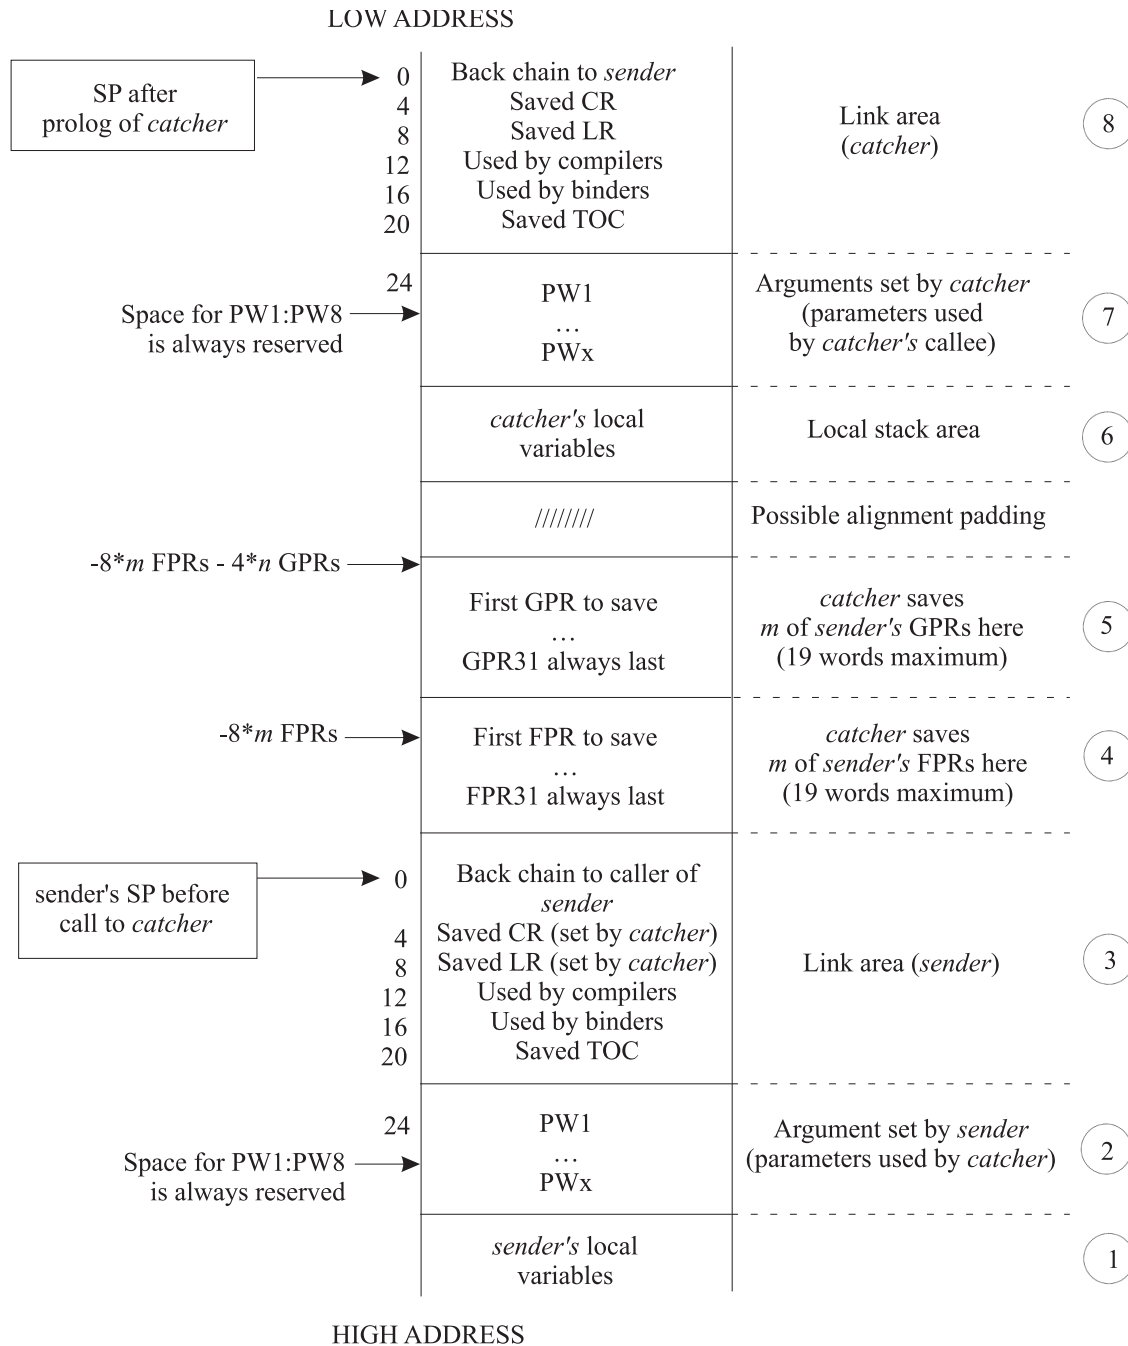 LOW ADDRESS
SP after
prolog of catcher
0
Back chain to sender
4
Saved CR
8
Saved LR
12
Used by compilers
16
Used by binders
20
Saved TOC
Link area
(catcher)
8
24
Space for PW1:PW8
is always reserved
PW1
...
PWx
Arguments set by catcher
(parameters used
by catcher's callee)
7
catcher's local
variables
Local stack area
6
////////
Possible alignment padding
-8*m FPRs - 4*n GPRs
First GPR to save
...
GPR31 always last
catcher saves
m of sender's GPRs here
(19 words maximum)
5
-8*m FPRs
First FPR to save
...
FPR31 always last
catcher saves
m of sender's FPRs here
(19 words maximum)
4
sender's SP before
call to catcher
0
Back chain to caller of
sender
4
Saved CR (set by catcher)
8
Saved LR (set by catcher)
12
Used by compilers
16
Used by binders
20
Saved TOC
Link area (sender)
3
24
Space for PW1:PW8
is always reserved
PW1
...
PWx
Argument set by sender
(parameters used by catcher)
2
sender's local
variables
1
HIGH ADDRESS